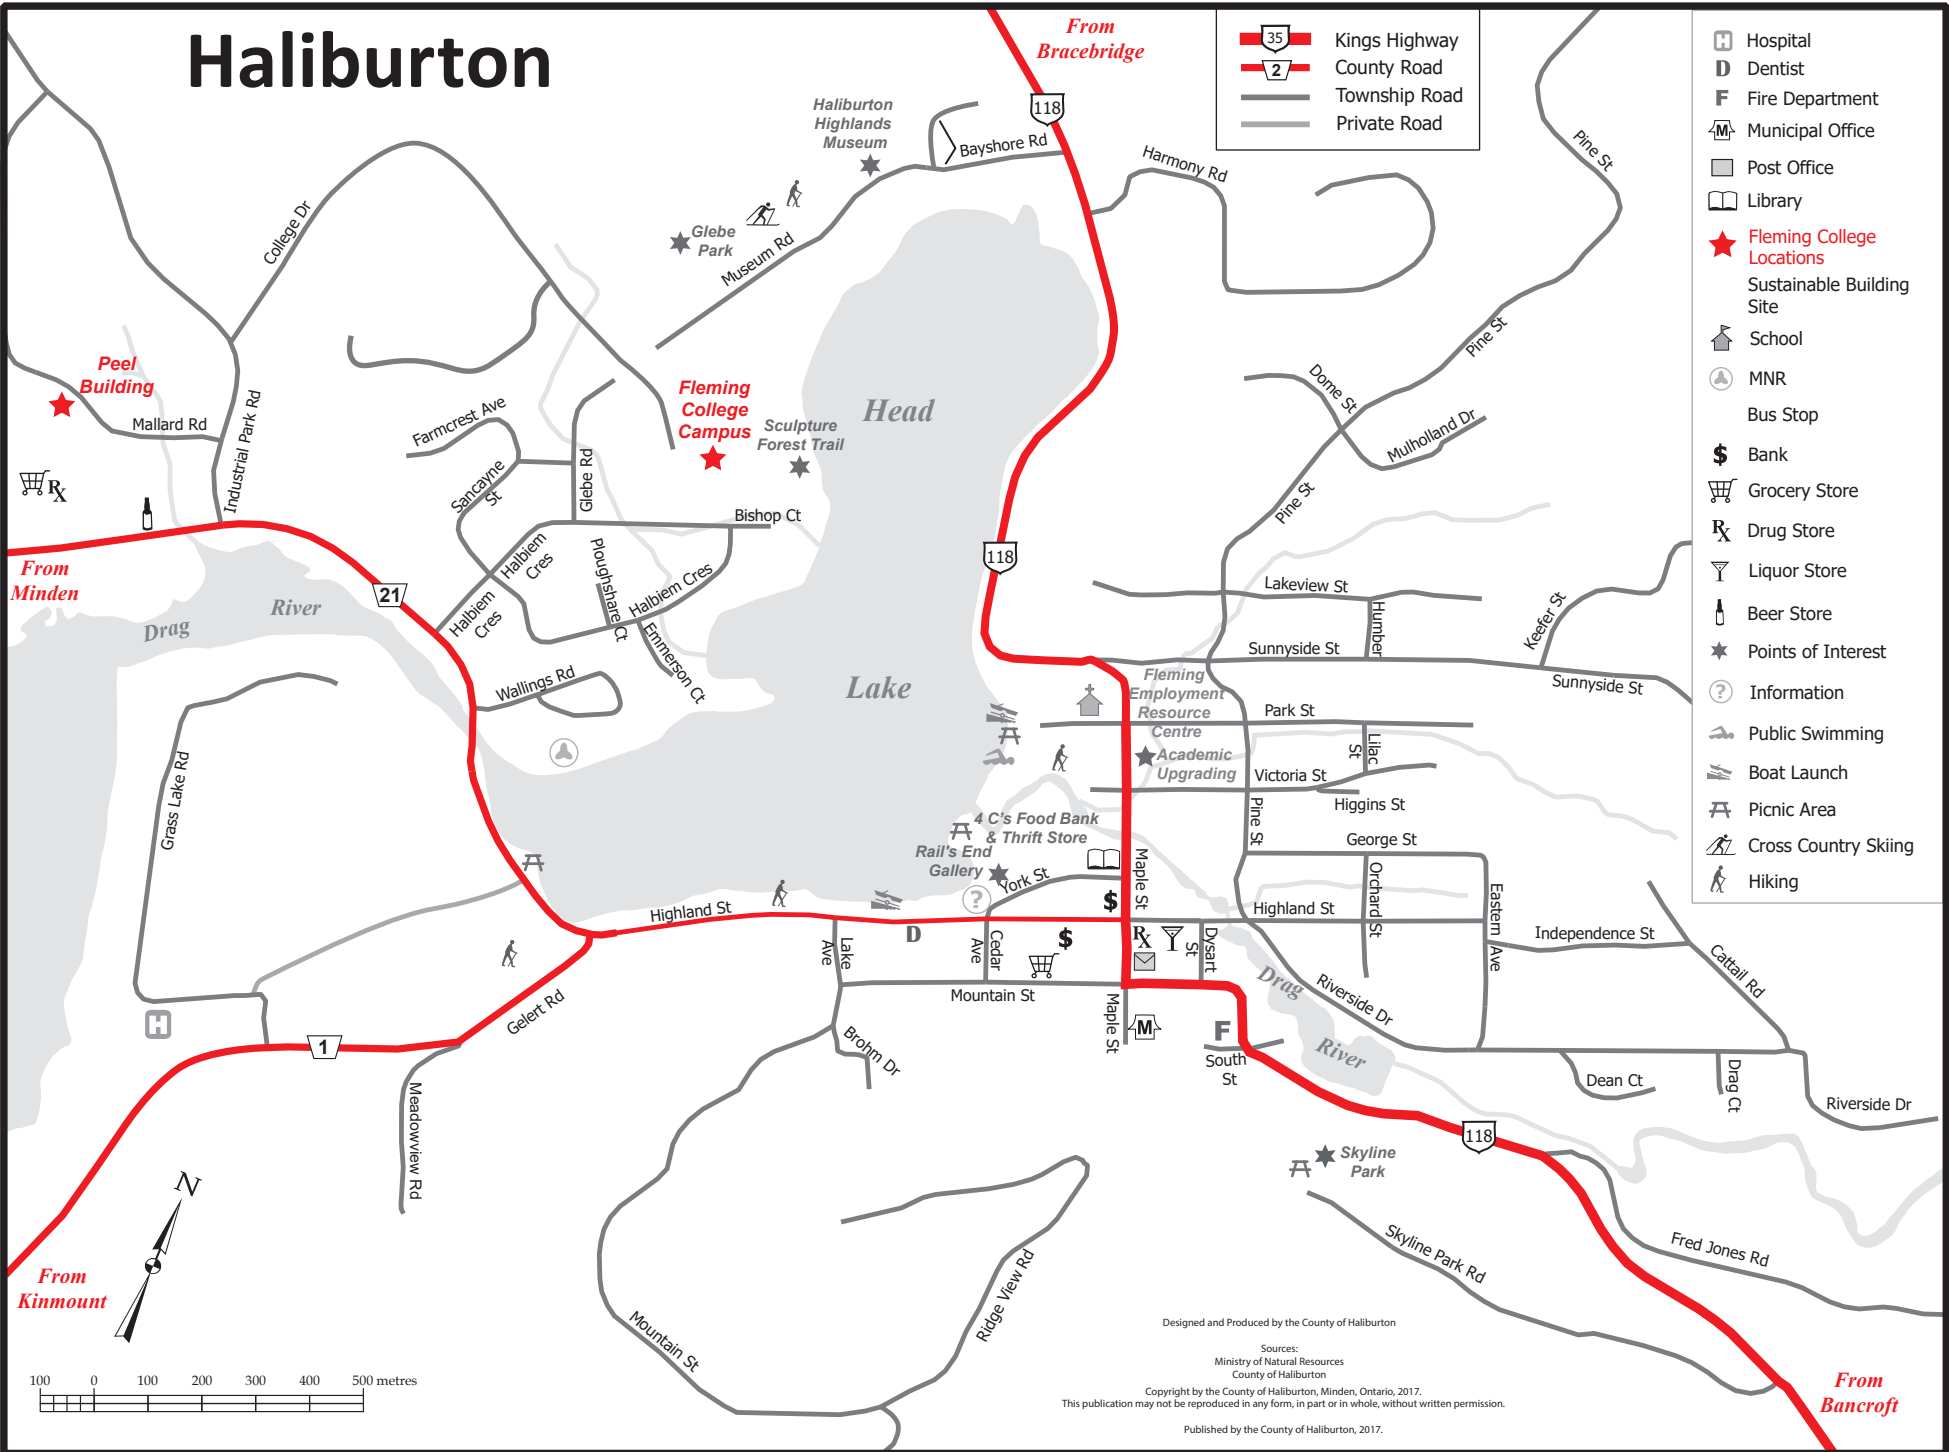 Haliburton
From
Bracebridge
118
35
Kings Highway
2
County Road
Township Road
Private Road
H
Hospital
D
Dentist
F
Fire Department
M
Municipal Office
Post Office
Library
Fleming College
Locations
Sustainable Building
Site
School
MNR
Bus Stop
$
Bank
Grocery Store
Rx
Drug Store
Liquor Store
Beer Store
Points of Interest
?
Information
Public Swimming
Boat Launch
Picnic Area
Cross Country Skiing
Hiking
Haliburton
Highlands
Museum
Bayshore Rd
Harmony Rd
Pine St
College Dr
Glebe
Park
Museum Rd
Pine St
Peel
Building
Mallard Rd
Industrial Park Rd
Farmcrest Ave
Sancayne
St
Glebe Rd
Fleming
College
Campus
Sculpture
Forest Trail
Head
Dome St
Mulholland Dr
Rx
Bishop Ct
Pine St
From
Minden
21
118
Halbiem
Cres
Ploughshare Ct
Halbiem Cres
Halbiem
Cres
Emmerson Ct
Drag
River
Lakeview St
Humber
Keefer St
Sunnyside St
Sunnyside St
Wallings Rd
Lake
Fleming
Employment
Resource
Centre
Academic
Upgrading
Park St
Lilac
St
Victoria St
Higgins St
Grass Lake Rd
4 C's Food Bank
& Thrift Store
Rail's End
Gallery
York St
?
Maple St
Pine St
George St
Orchard St
Eastern
Ave
$
Highland St
Highland St
D
Lake
Ave
Cedar
Ave
$
Rx
Dysart
St
Independence St
Cattail Rd
Mountain St
Drag
Riverside Dr
River
H
1
Gelert Rd
Brohm Dr
Maple St
M
F
South
St
Meadowview Rd
Dean Ct
Drag Ct
Riverside Dr
118
Skyline
Park
Skyline Park Rd
Fred Jones Rd
N
From
Kinmount
Mountain St
Ridge View Rd
From
Bancroft
100 0 100 200 300 400 500 metres
Designed and Produced by the County of Haliburton
Sources:
Ministry of Natural Resources
County of Haliburton
Copyright by the County of Haliburton, Minden, Ontario, 2017.
This publication may not be reproduced in any form, in part or in whole, without written permission.
Published by the County of Haliburton, 2017.